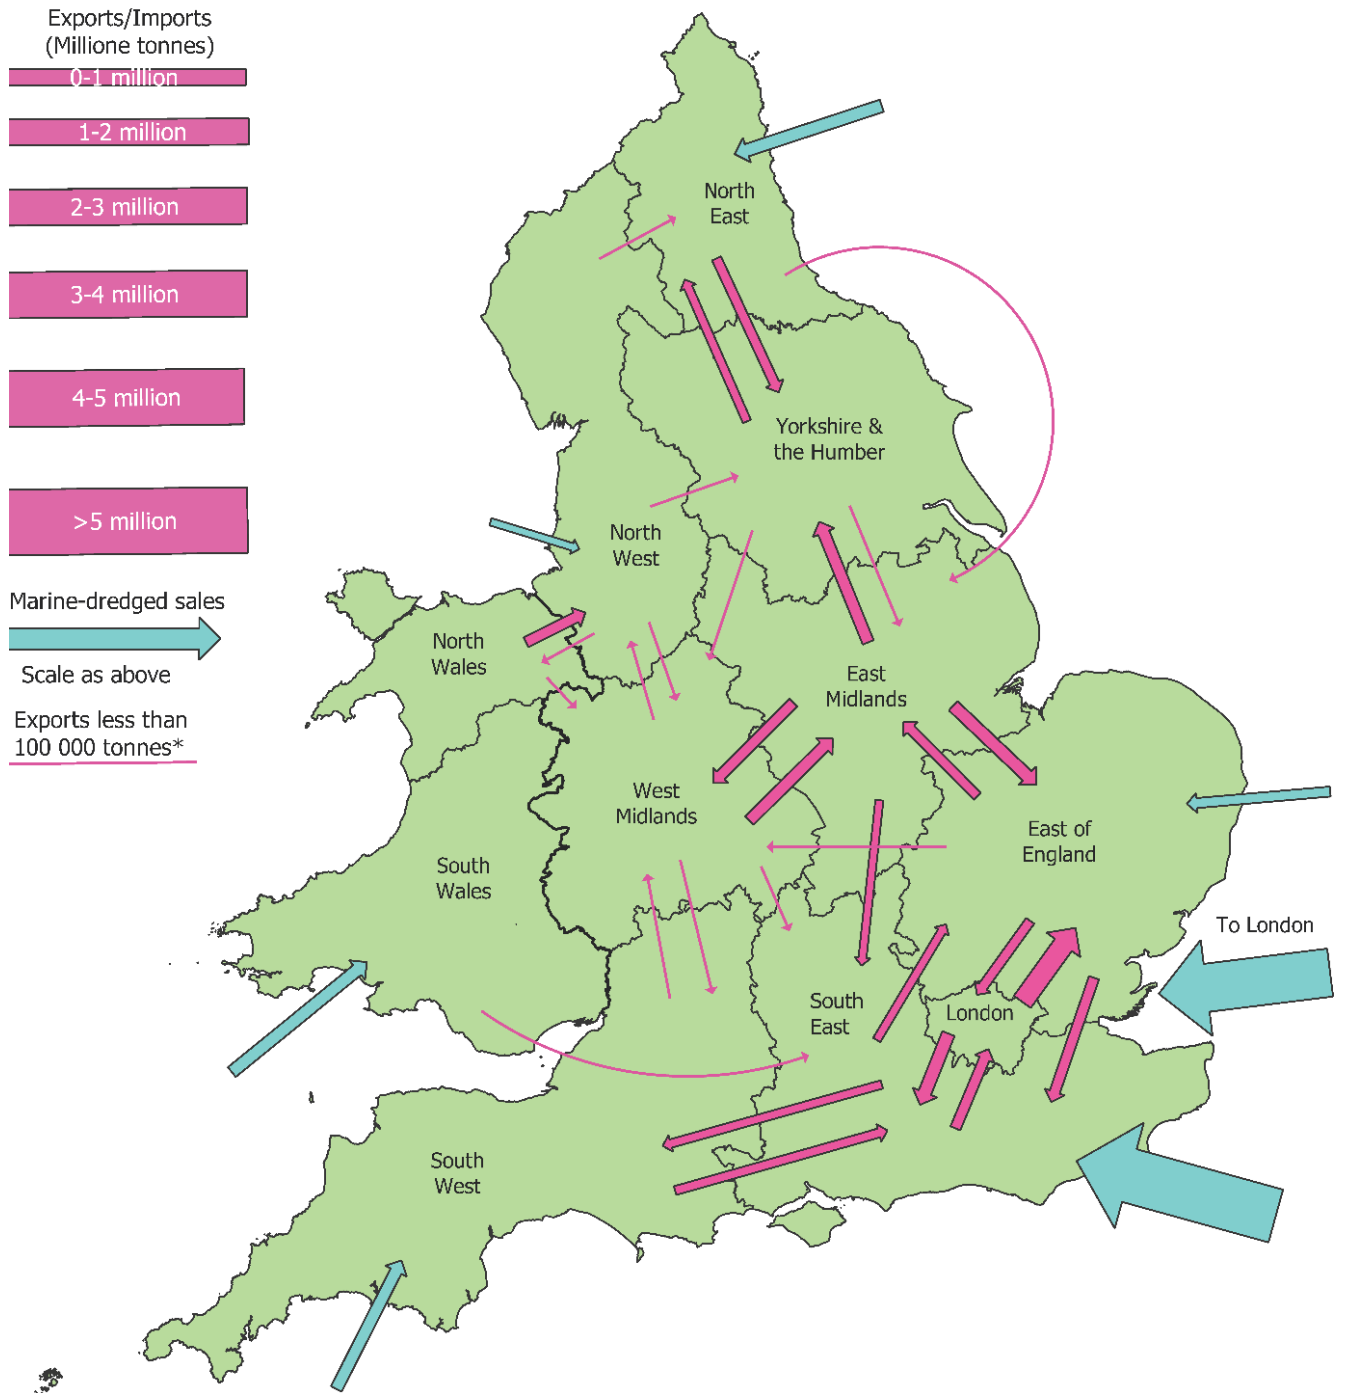 Exports/Imports
(Millione tonnes)
0-1 million
1-2 million
2-3 million
3-4 million
4-5 million
>5 million
Marine-dredged sales
Scale as above
Exports less than
100 000 tonnes*
North
East
Yorkshire &
the Humber
North
West
North
Wales
East
Midlands
West
Midlands
East of
England
South
Wales
To London
South
East
London
South
West